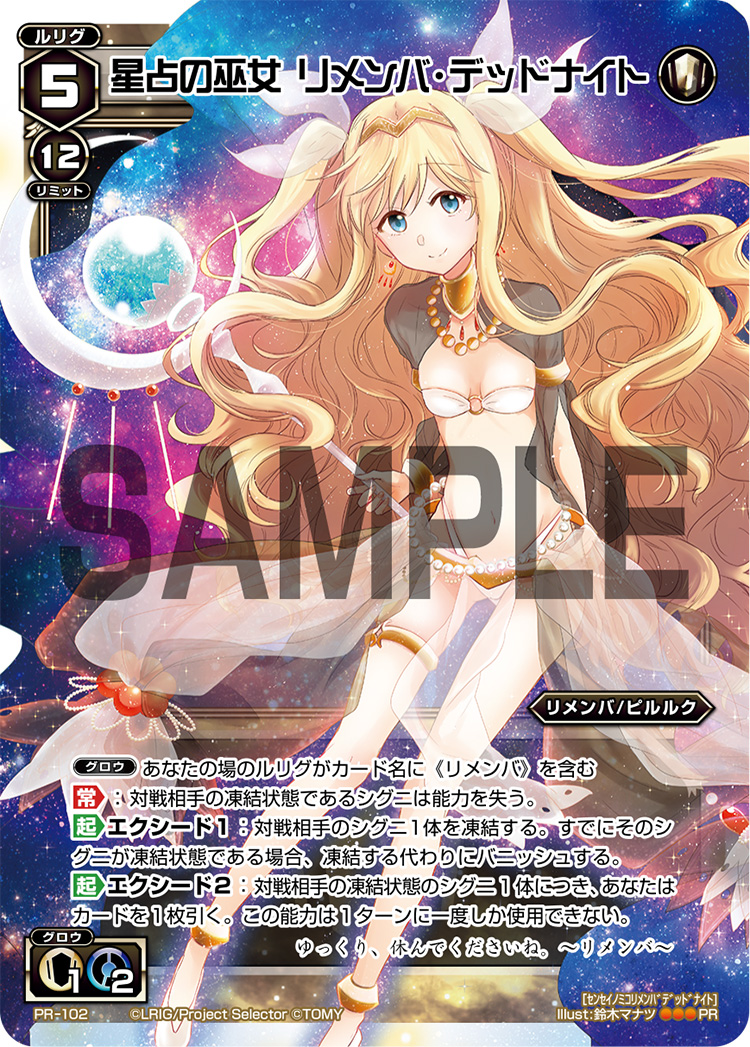 ルリグ
5
星占の巫女 リメンバ・デッドナイト
12
リミット
SAMPLE
リメンバ/ピルルク
グロウ あなたの場のルリグがカード名に《リメンバ》を含む
常：対戦相手の凍結状態であるシグニは能力を失う。
起 エクシード1：対戦相手のシグニ1体を凍結する。すでにそのシ
グニが凍結状態である場合、凍結する代わりにバニッシュする。
起 エクシード2：対戦相手の凍結状態のシグニ1体につき、あなたは
カードを1枚引く。この能力は1ターンに一度しか使用できない。
ゆっくり、休んでくださいね。～リメンバ～
グロウ
1 2
[センセイノミコリメンバデッドナイト]
PR-102 ©LRIG/Project Selector ©TOMY Illust:鈴木マナツ PR